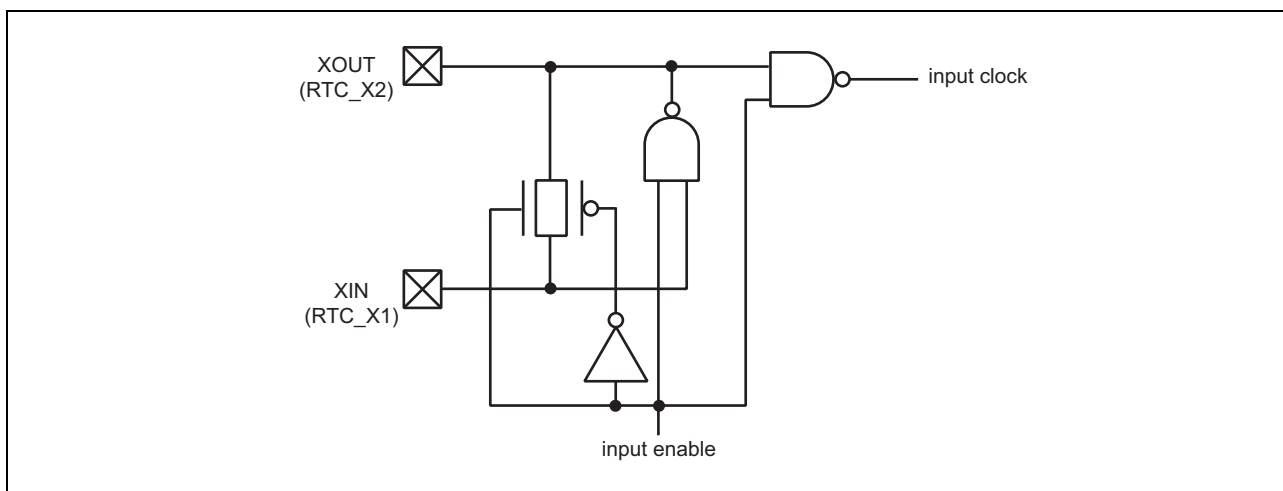 XOUT
(RTC_X2)
input clock
XIN
(RTC_X1)
input enable